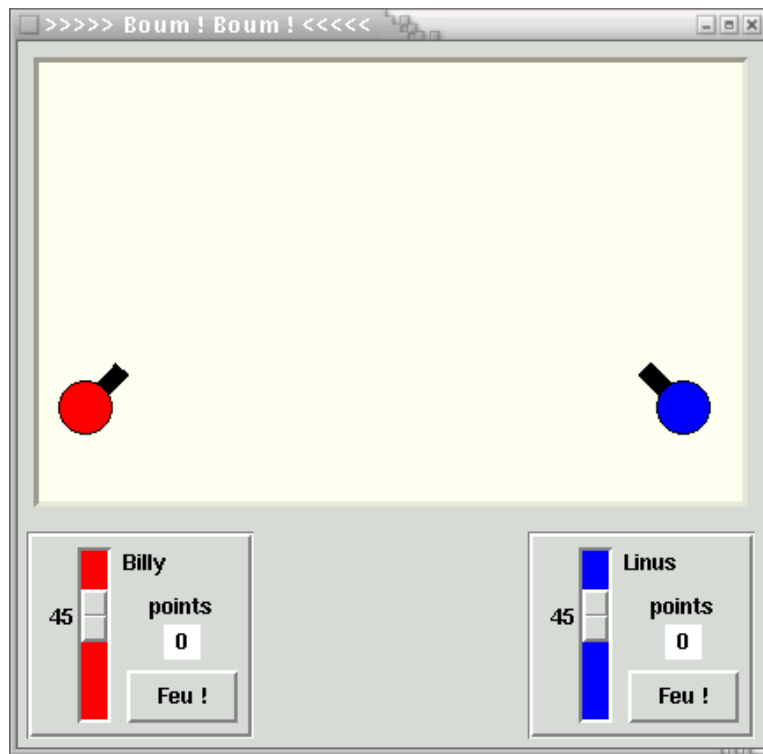 >>>>> Boum ! Boum ! <<<<<
Billy
45
points
0
Feu !
Linus
45
points
0
Feu !